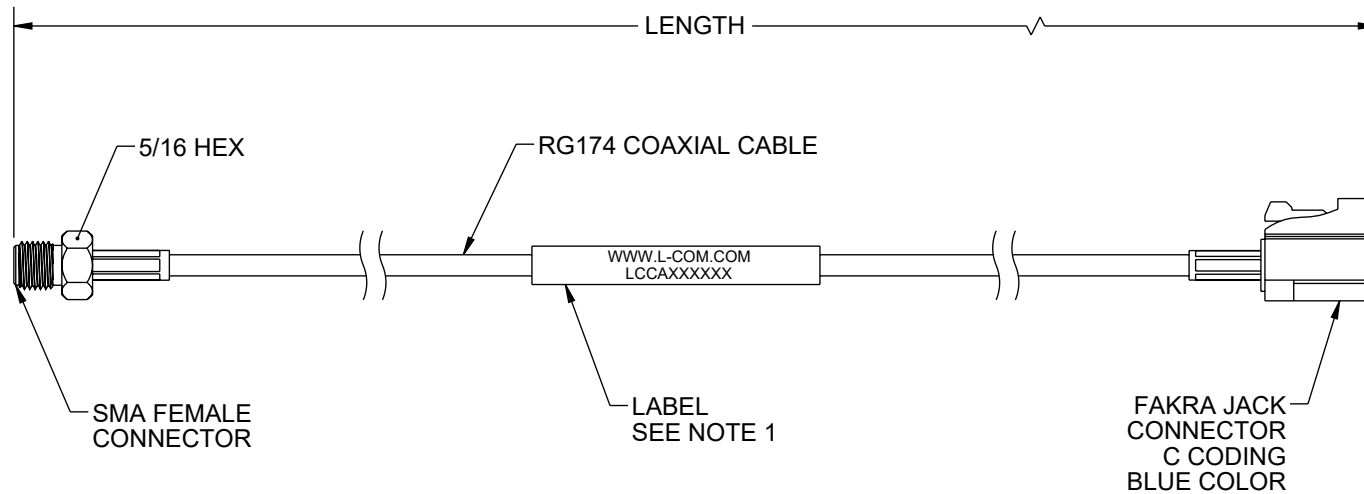 LENGTH
5/16 HEX
RG174 COAXIAL CABLE
WWW.L-COM.COM
LCCAXXXXXX
SMA FEMALE
CONNECTOR
LABEL
SEE NOTE 1
FAKRA JACK
CONNECTOR
C CODING
BLUE COLOR